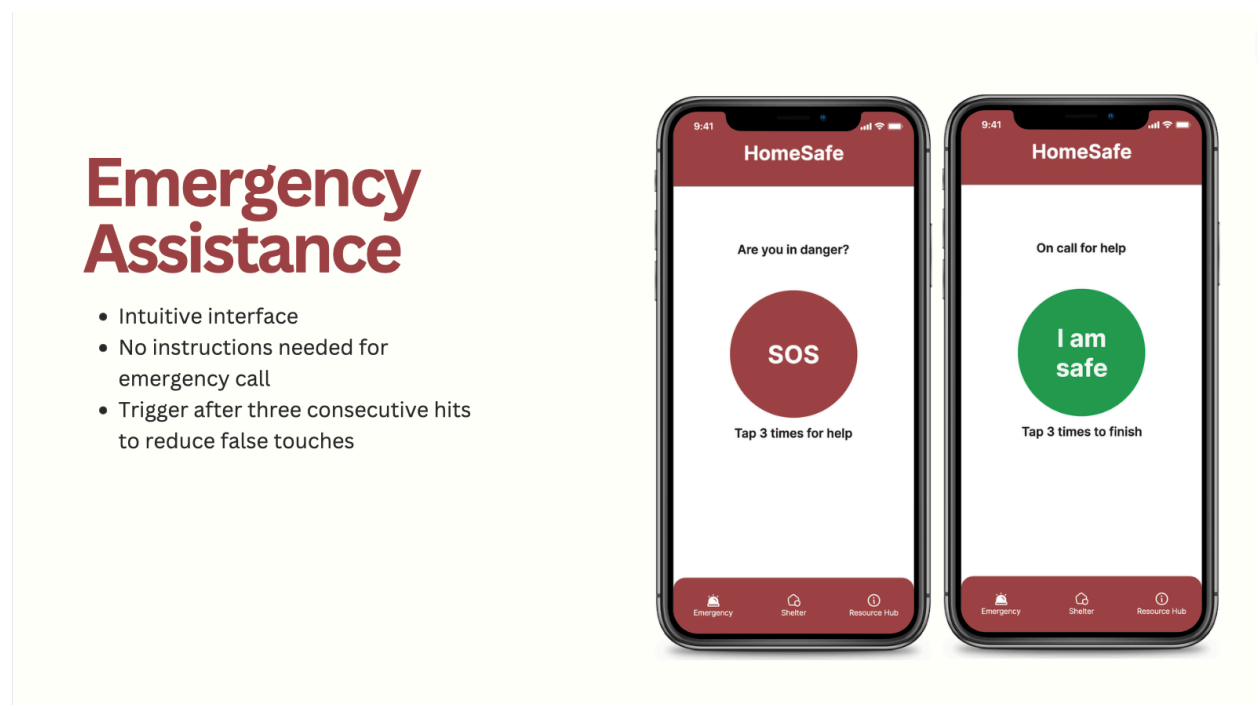 Emergency
Assistance
• Intuitive interface
• No instructions needed for
emergency call
• Trigger after three consecutive hits
to reduce false touches
9:41
HomeSafe
Are you in danger?
SOS
Tap 3 times for help
Emergency
Shelter
Resource Hub
9:41
HomeSafe
On call for help
I am
safe
Tap 3 times to finish
Emergency
Shelter
Resource Hub